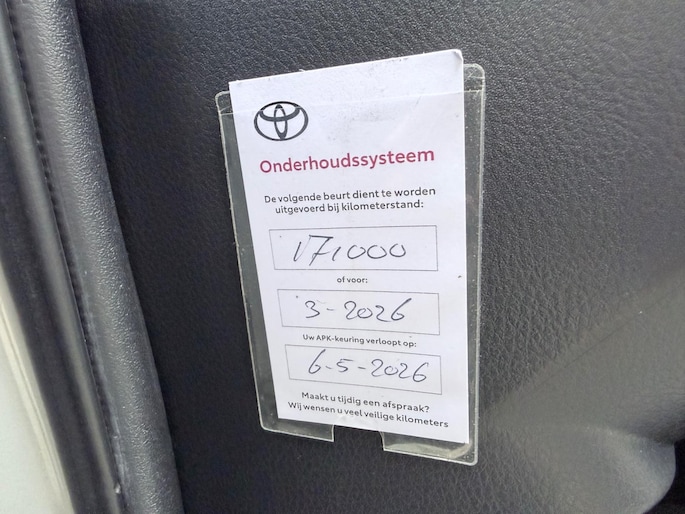 Onderhoudssysteem
De volgende beurt dient te worden
uitgevoerd bij kilometerstand:
171000
of voor:
3-2026
Uw APK-keuring verloopt op:
6-5-2026
Maakt u tijdig een afspraak?
Wij wensen u veel veilige kilometers